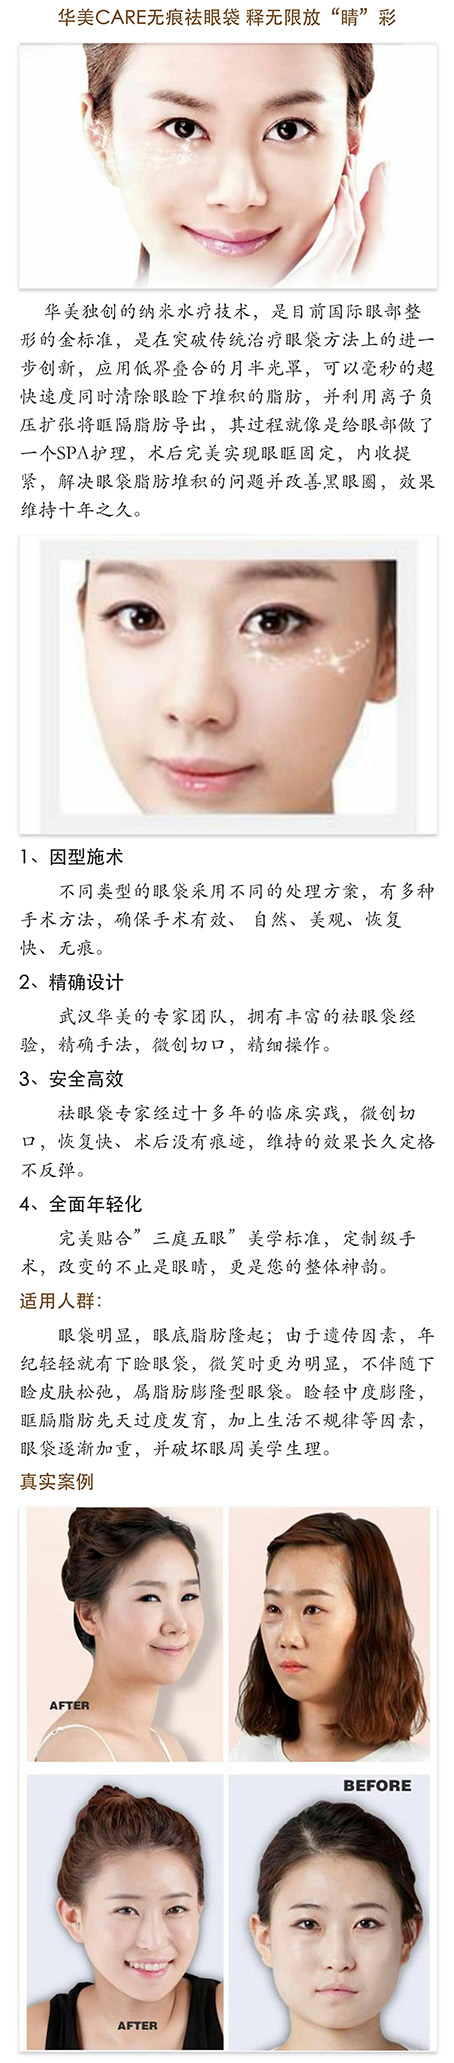 华美CARE无痕祛眼袋 释无限放“睛”彩
华美独创的纳米水疗技术，是目前国际眼部整
形的金标准，是在突破传统治疗眼袋方法上的进一
步创新，应用低界叠合的月半光罩，可以毫秒的超
快速度同时清除眼睑下堆积的脂肪，并利用离子负
压扩张将眶隔脂肪导出，其过程就像是给眼部做了
一个SPA护理，术后完美实现眼眶固定，内收提
紧，解决眼袋脂肪堆积的问题并改善黑眼圈，效果
维持十年之久。
1、因型施术
不同类型的眼袋采用不同的处理方案，有多种
手术方法，确保手术有效、 自然、美观、恢复
快、无痕。
2、精确设计
武汉华美的专家团队，拥有丰富的祛眼袋经
验，精确手法，微创切口，精细操作。
3、安全高效
祛眼袋专家经过十多年的临床实践，微创切
口，恢复快、术后没有痕迹，维持的效果长久定格
不反弹。
4、全面年轻化
完美贴合”三庭五眼”美学标准，定制级手
术，改变的不止是眼睛，更是您的整体神韵。
适用人群：
眼袋明显，眼底脂肪隆起；由于遗传因素，年
纪轻轻就有下睑眼袋，微笑时更为明显，不伴随下
睑皮肤松弛，属脂肪膨隆型眼袋。睑轻中度膨隆，
眶膈脂肪先天过度发育，加上生活不规律等因素，
眼袋逐渐加重，并破坏眼周美学生理。
真实案例
AFTER
BEFORE
AFTER